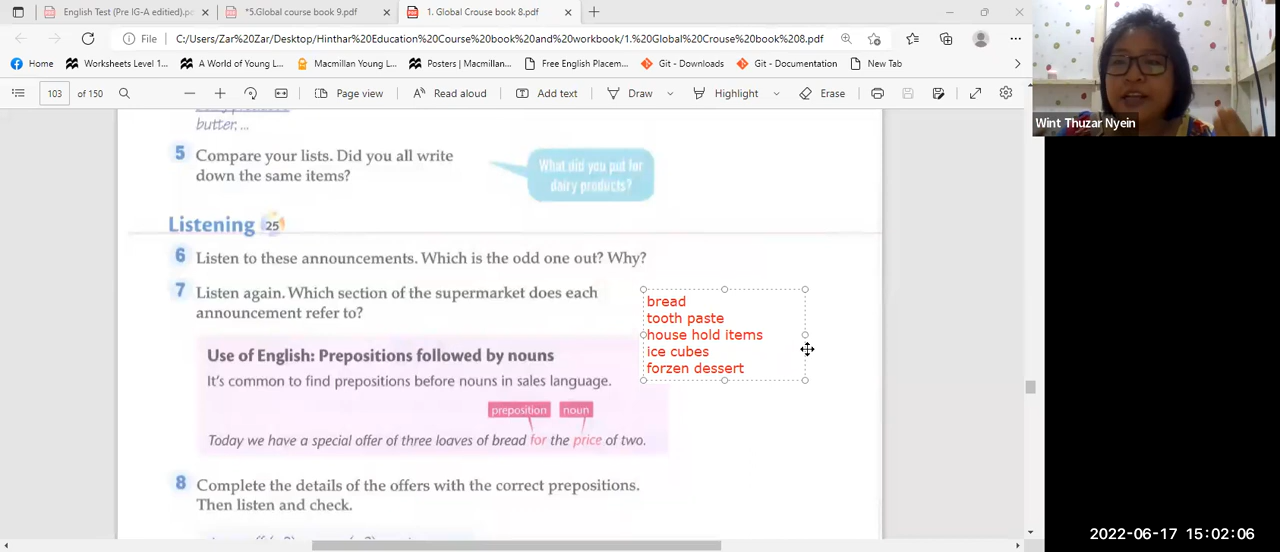 English Test (Pre IG-A editied).pd
*5.Global course book 9.pdf
1. Global Crouse book 8.pdf
File
C:/Users/Zar%20Zar/Desktop/Hinthar%20Education%20Course%20book%20and%20workbook/1.%20Global%20Crouse%20book%208.pdf
Home
Worksheets Level 1...
A World of Young L...
Macmillan Young L...
Posters | Macmillan...
Free English Placem...
Git - Downloads
Git - Documentation
New Tab
103 of 150
Page view
Read aloud
Add text
Draw
Highlight
Erase
Wint Thuzar Nyein
butter, ...
5 Compare your lists. Did you all write
down the same items?
What did you put for
dairy products?
Listening 25
6 Listen to these announcements. Which is the odd one out? Why?
7 Listen again. Which section of the supermarket does each
announcement refer to?
bread
tooth paste
house hold items
ice cubes
forzen dessert
Use of English: Prepositions followed by nouns
It's common to find prepositions before nouns in sales language.
preposition noun
Today we have a special offer of three loaves of bread for the price of two.
8 Complete the details of the offers with the correct prepositions.
Then listen and check.
2022-06-17 15:02:06